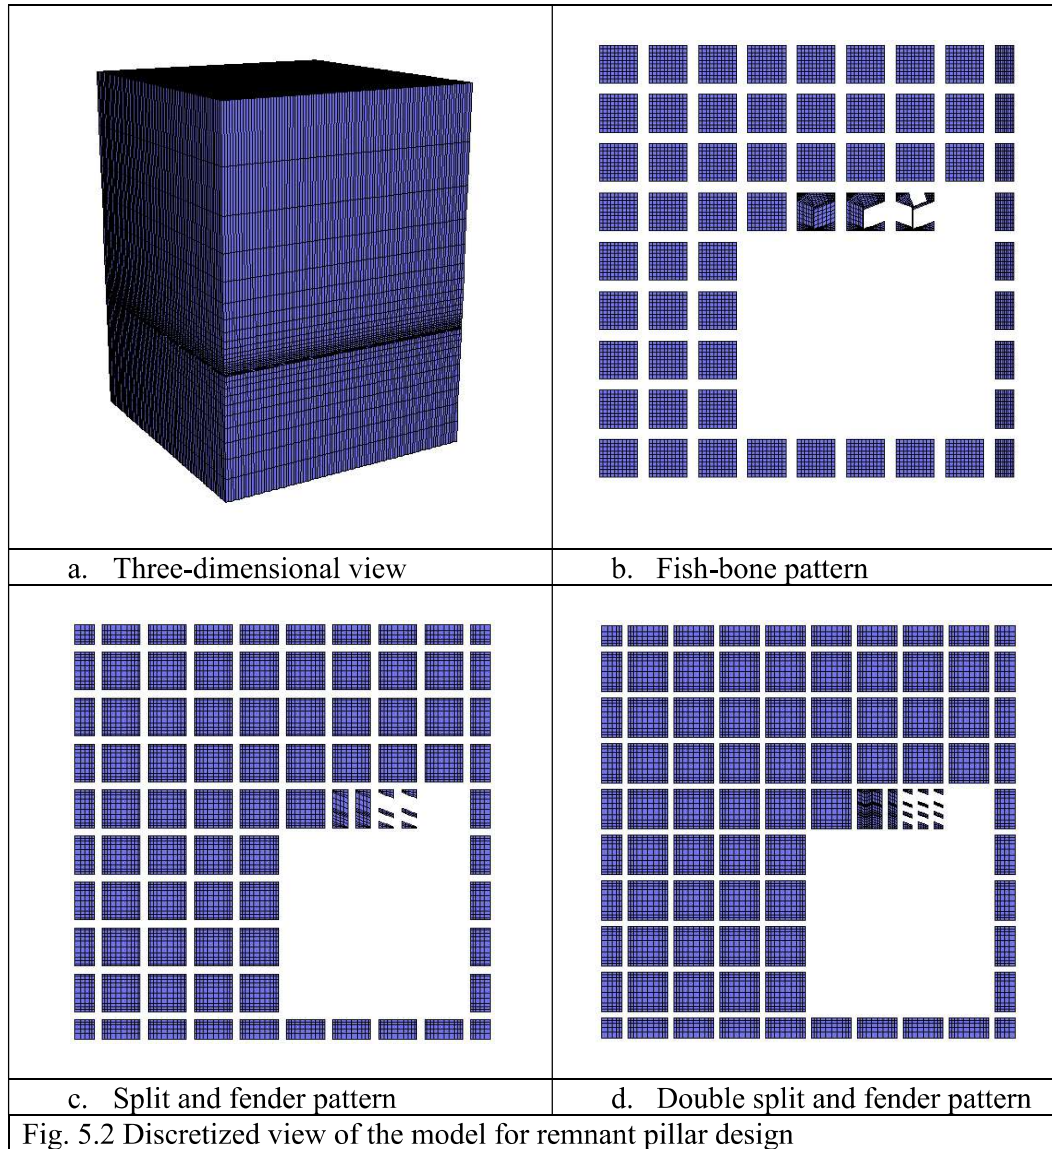 a. Three-dimensional view
b. Fish-bone pattern
c. Split and fender pattern
d. Double split and fender pattern
Fig. 5.2 Discretized view of the model for remnant pillar design